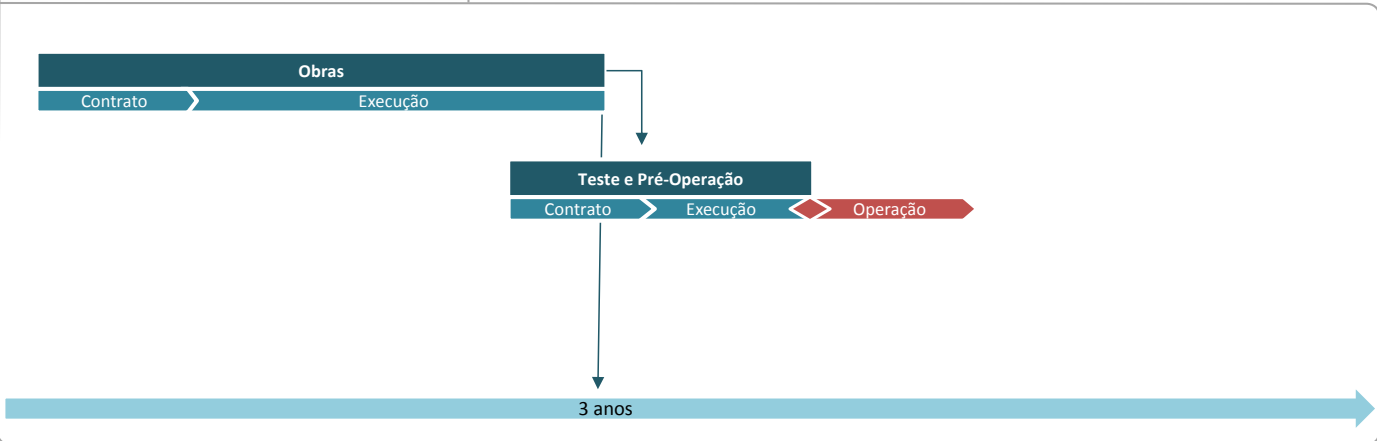 Obras
Contrato Execução
Teste e Pré-Operação
Contrato Execução Operação
3 anos